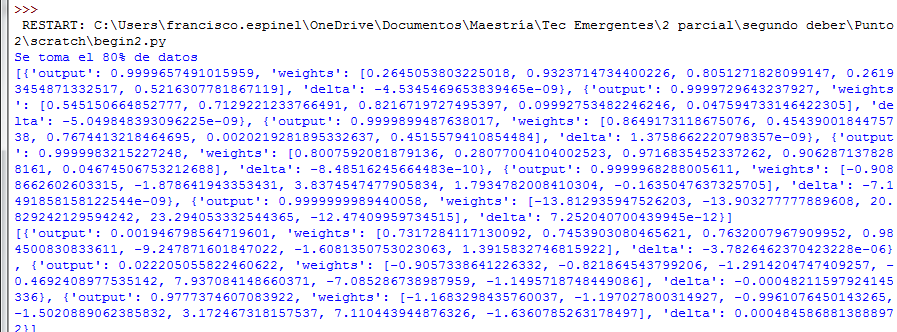 >>>
RESTART: C:\Users\francisco.espinel\OneDrive\Documentos\Maestría\Tec Emergentes\2 parcial\segundo deber\Punto
2\scratch\begin2.py
Se toma el 80% de datos
[{'output': 0.9999657491015959, 'weights': [0.2645053803225018, 0.9323714734400226, 0.8051271828099147, 0.2619
3454871332517, 0.5216307781867119], 'delta': -4.5345469653839465e-09}, {'output': 0.9999729643237927, 'weights
': [0.545150664852777, 0.7129221233766491, 0.8216719727495397, 0.09992753482246246, 0.047594733146422305], 'de
lta': -5.049848393096225e-09}, {'output': 0.9999899487638017, 'weights': [0.8649173118675076, 0.45439001844757
38, 0.7674413218464695, 0.0020219281895332637, 0.4515579410854484], 'delta': 1.3758662220798357e-09}, {'output
': 0.9999983215227248, 'weights': [0.8007592081879136, 0.28077004104002523, 0.9716835452337262, 0.906287137828
8161, 0.04674506753212688], 'delta': -8.48516245664483e-10}, {'output': 0.9999968288005611, 'weights': [-0.908
8662602603315, -1.878641943353431, 3.8374547477905834, 1.7934782008410304, -0.1635047637325705], 'delta': -7.1
491858158122544e-09}, {'output': 0.9999999989440058, 'weights': [-13.812935947526203, -13.903277777889608, 20.
829242129594242, 23.294053332544365, -12.47409959734515], 'delta': 7.252040700439945e-12}]
[{'output': 0.001946798564719601, 'weights': [0.7317284117130092, 0.7453903080465621, 0.7632007967909952, 0.98
4500830833611, -9.247871601847022, -1.6081350753023063, 1.3915832746815922], 'delta': -3.7826462370423228e-06}
, {'output': 0.022205055822460622, 'weights': [-0.9057338641226332, -0.821864543799206, -1.2914204747409257, -
0.4692408977535142, 7.937084148660371, -7.085286738987959, -1.1495718748449086], 'delta': -0.00048211597924145
336}, {'output': 0.9777374607083922, 'weights': [-1.1683298435760037, -1.197027800314927, -0.9961076450143265,
-1.5020889062385832, 3.172467318157537, 7.110443944876326, -1.6360785263178497], 'delta': 0.000484586881388897
2}]